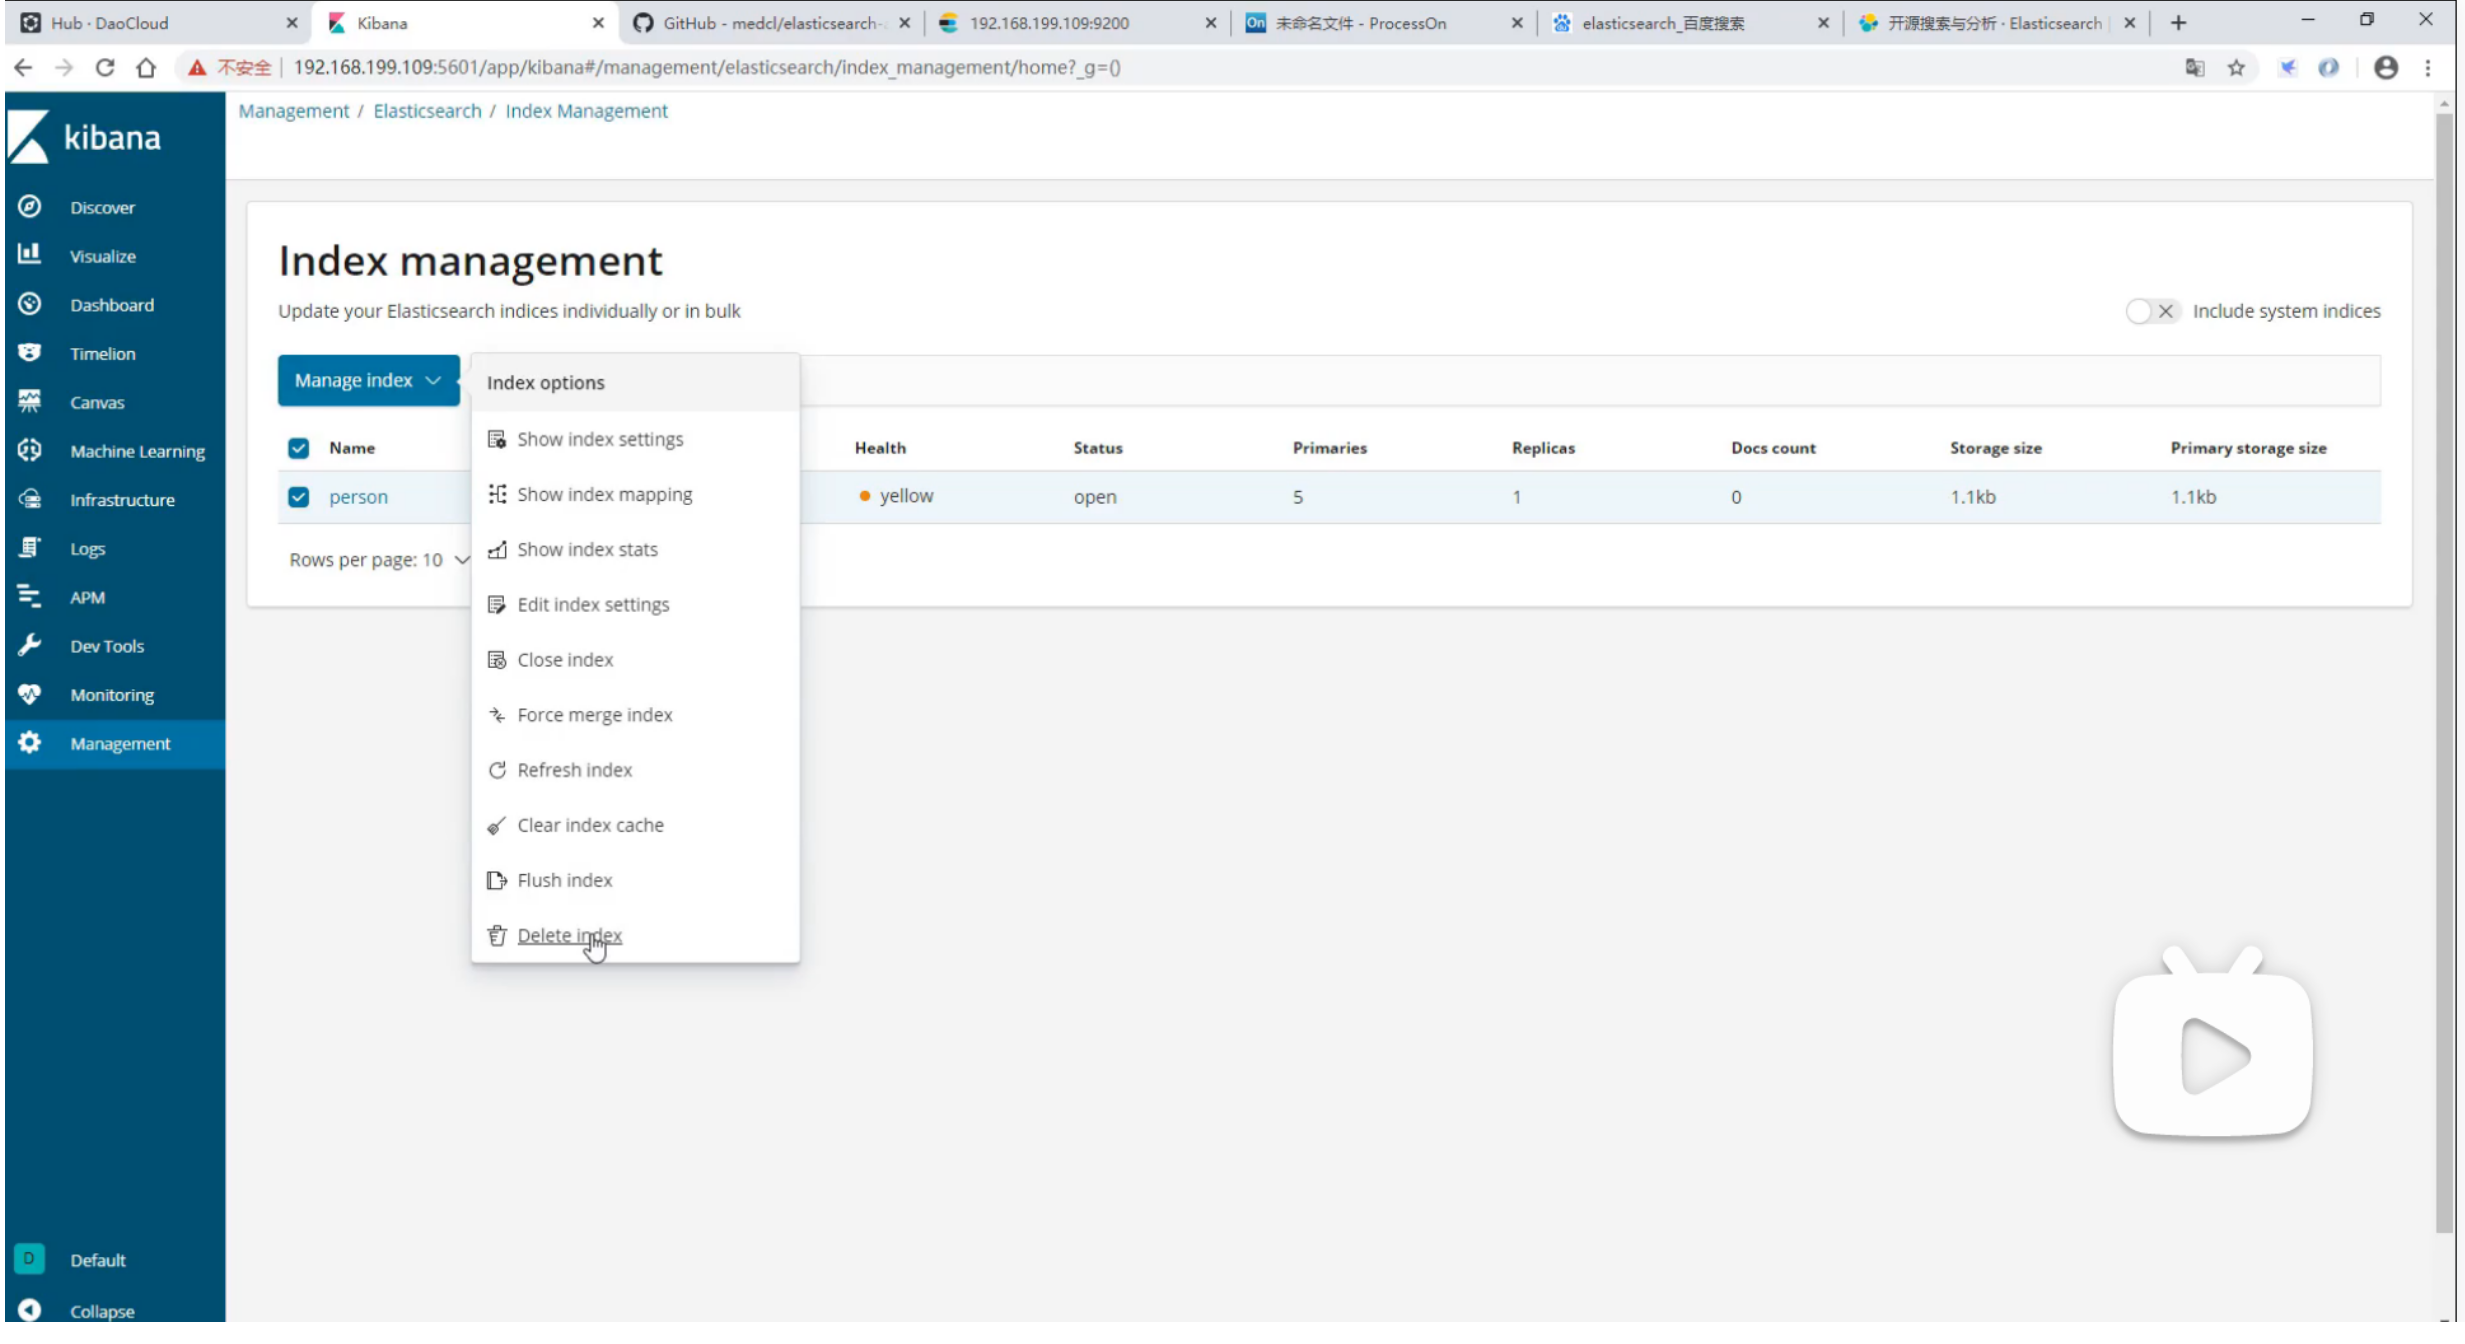 Hub · DaoCloud
Kibana
GitHub - medcl/elasticsearch-
192.168.199.109:9200
On 未命名文件 - ProcessOn
elasticsearch_百度搜索
开源搜索与分析 · Elasticsearch
不安全 | 192.168.199.109:5601/app/kibana#/management/elasticsearch/index_management/home?_g=()
kibana
Management / Elasticsearch / Index Management
Discover
Visualize
Dashboard
Timelion
Canvas
Machine Learning
Infrastructure
Logs
APM
Dev Tools
Monitoring
Management
D Default
Collapse
Index management
Update your Elasticsearch indices individually or in bulk
Include system indices
Manage index
Index options
Show index settings
Show index mapping
Show index stats
Edit index settings
Close index
Force merge index
Refresh index
Clear index cache
Flush index
Delete index
Name Health Status Primaries Replicas Docs count Storage size Primary storage size
person yellow open 5 1 0 1.1kb 1.1kb
Rows per page: 10